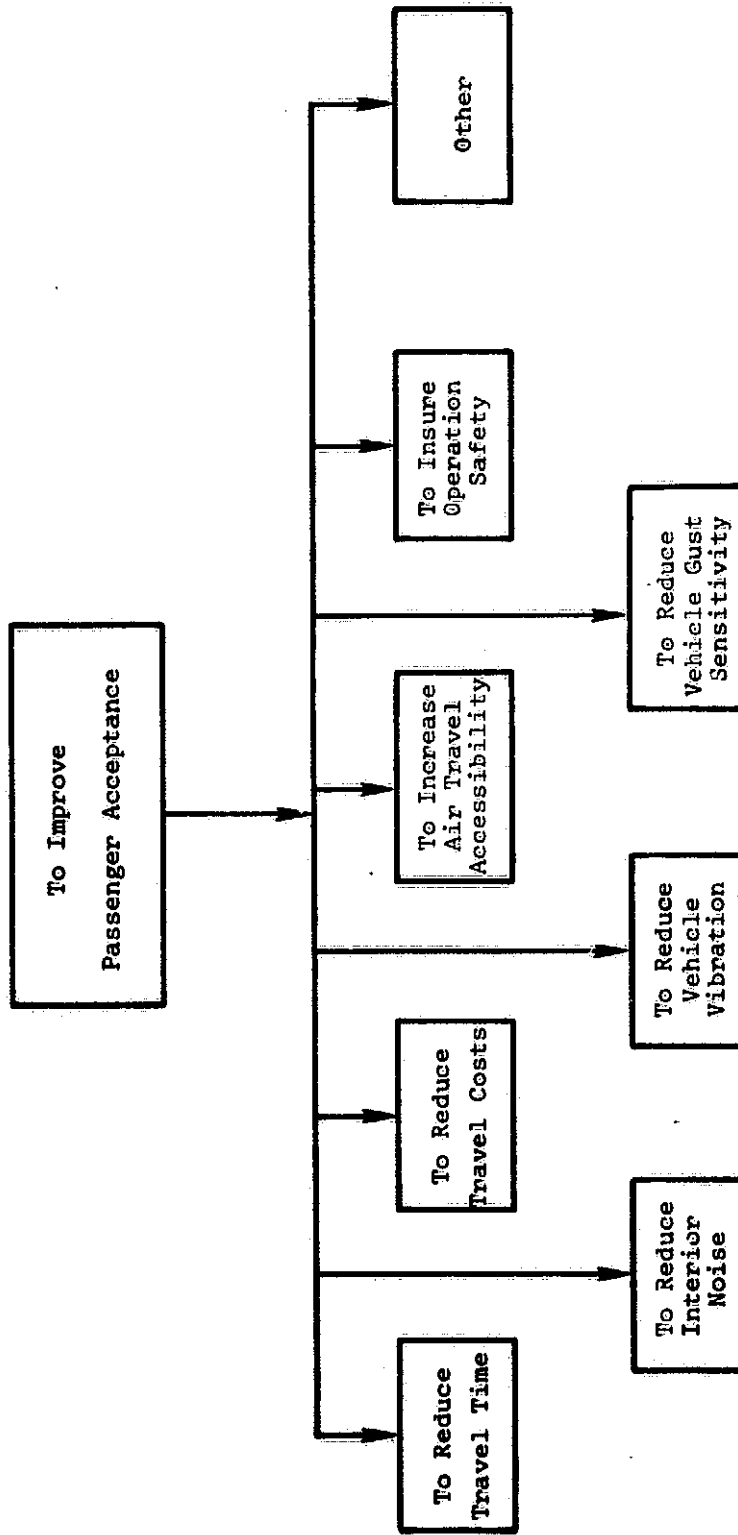 To Improve
Passenger Acceptance
To Reduce
Travel Time
To Reduce
Travel Costs
To Increase
Air Travel
Accessibility
To Insure
Operation
Safety
Other
To Reduce
Interior
Noise
To Reduce
Vehicle
Vibration
To Reduce
Vehicle Gust
Sensitivity